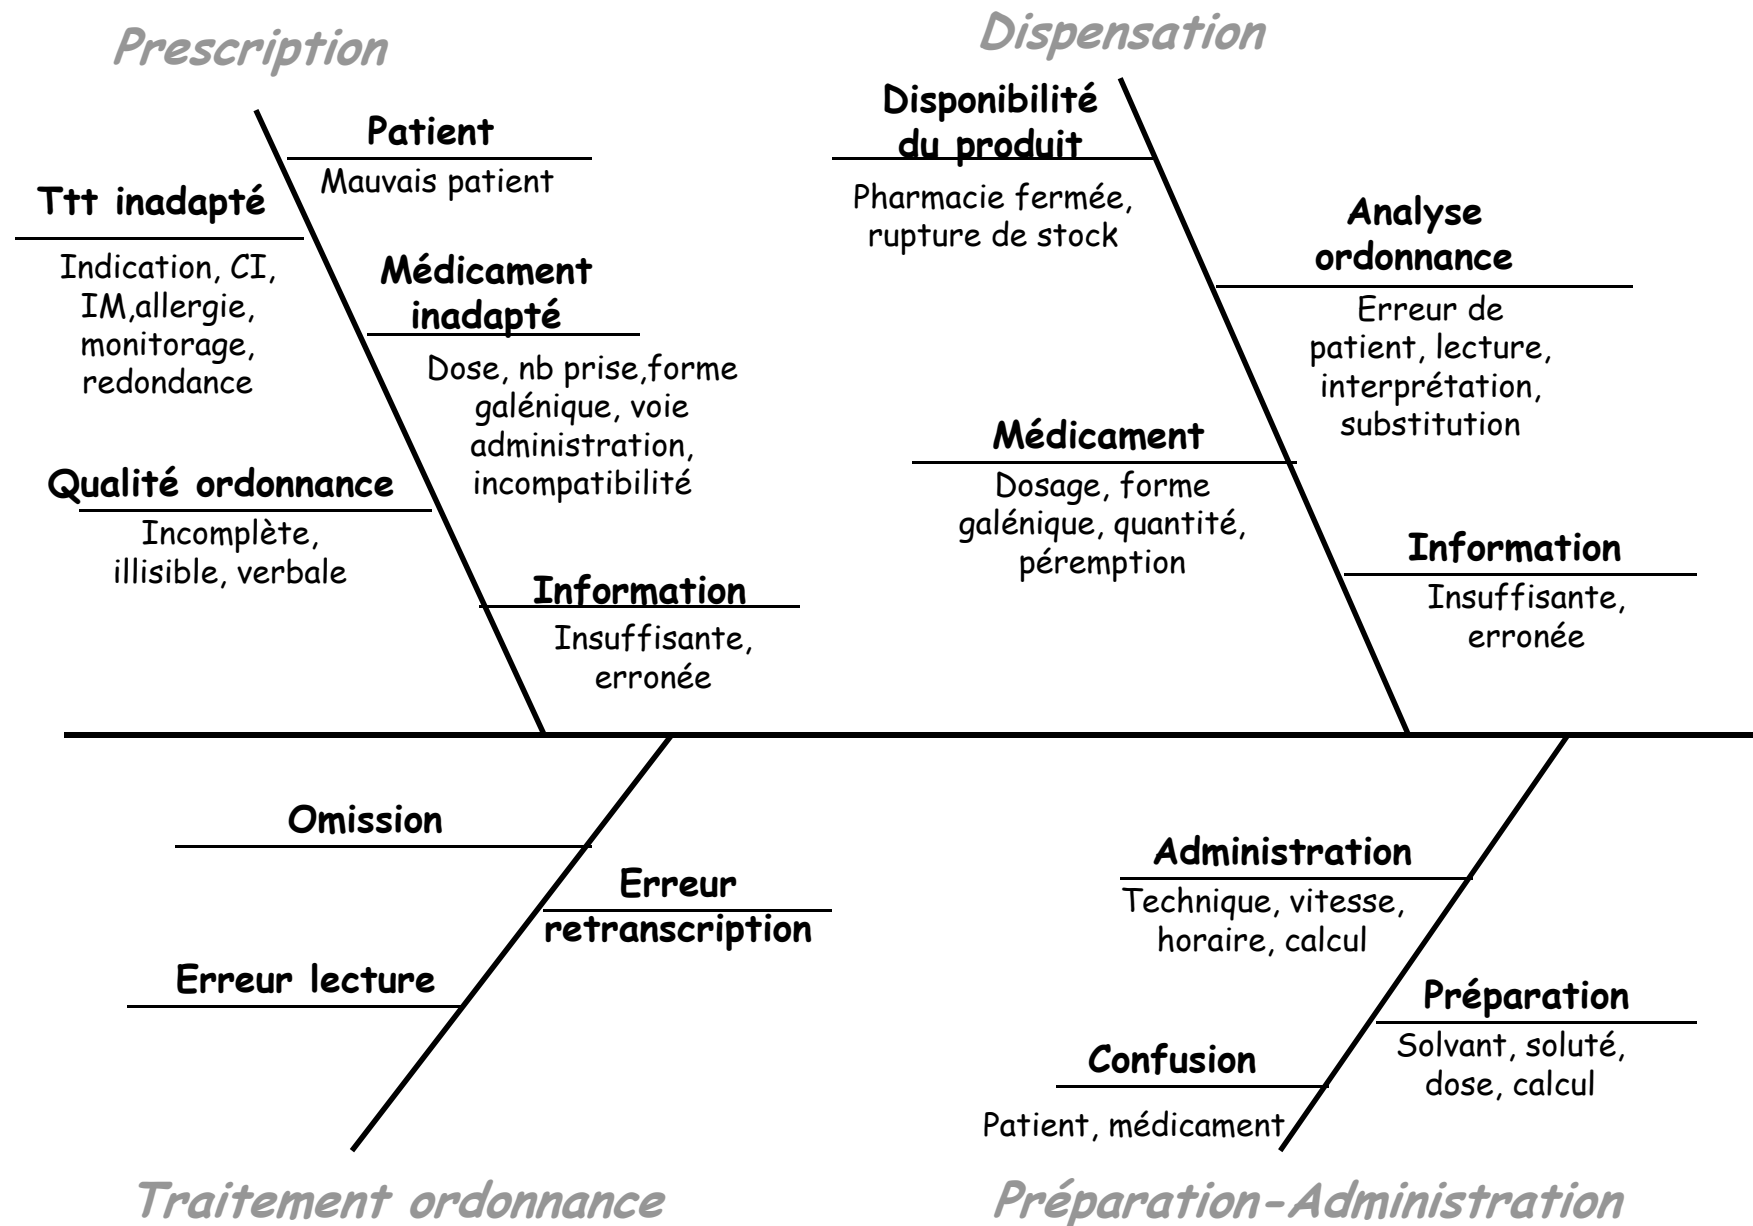 Prescription
Patient
Mauvais patient
Ttt inadapté
Indication, CI,
IM,allergie,
monitorage,
redondance
Médicament
inadapté
Dose, nb prise,forme
galénique, voie
administration,
incompatibilité
Qualité ordonnance
Incomplète,
illisible, verbale
Information
Insuffisante,
erronée
Dispensation
Disponibilité
du produit
Pharmacie fermée,
rupture de stock
Analyse
ordonnance
Erreur de
patient, lecture,
interprétation,
substitution
Médicament
Dosage, forme
galénique, quantité,
péremption
Information
Insuffisante,
erronée
Omission
Erreur
retranscription
Erreur lecture
Traitement ordonnance
Administration
Technique, vitesse,
horaire, calcul
Préparation
Solvant, soluté,
dose, calcul
Confusion
Patient, médicament
Préparation-Administration